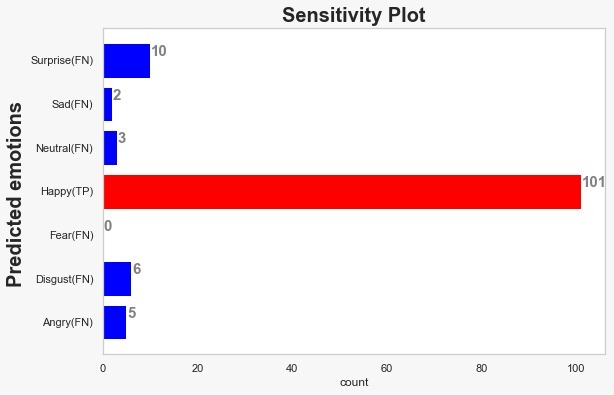 Sensitivity Plot
Predicted emotions
Surprise(FN) 10
Sad(FN) 2
Neutral(FN) 3
Happy(TP) 101
Fear(FN) 0
Disgust(FN) 6
Angry(FN) 5
0 20 40 60 80 100
count